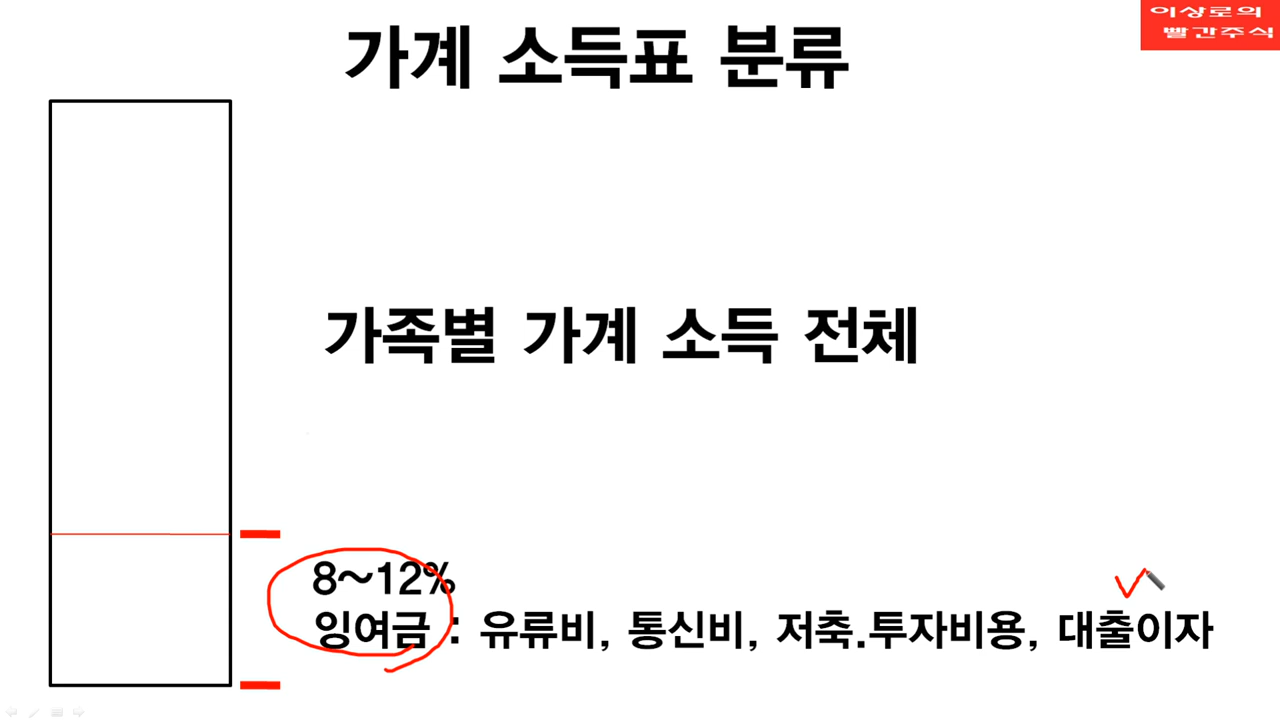 이상로의
빨간주식
가계 소득표 분류
가족별 가계 소득 전체
8~12%
잉여금 : 유류비, 통신비, 저축.투자비용, 대출이자